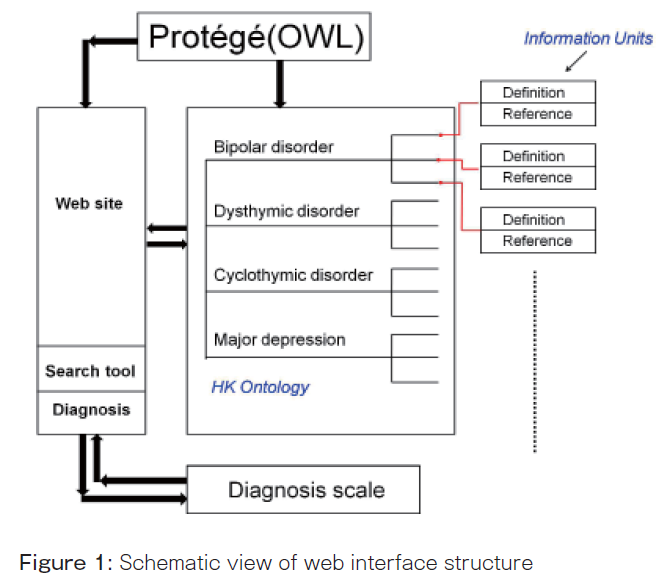 Protégé(OWL)
Information Units
Definition
Reference
Bipolar disorder
Definition
Reference
Web site
Dysthymic disorder
Definition
Reference
Cyclothymic disorder
Major depression
Search tool
HK Ontology
Diagnosis
Diagnosis scale
Figure 1: Schematic view of web interface structure